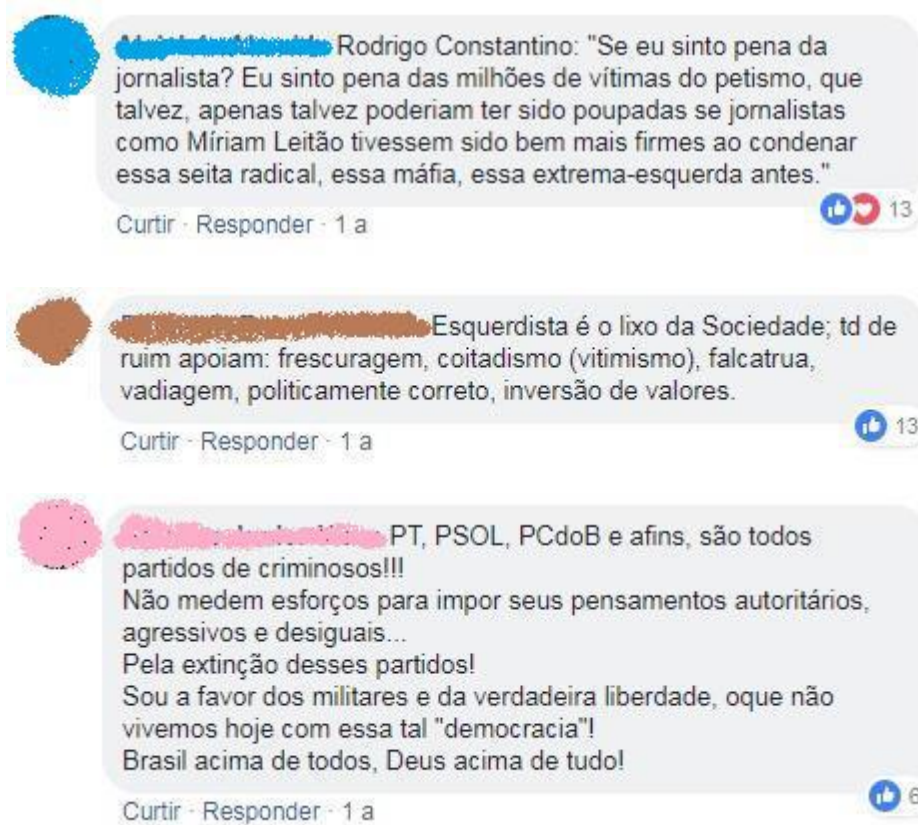 Rodrigo Constantino: "Se eu sinto pena da
jornalista? Eu sinto pena das milhões de vítimas do petismo, que
talvez, apenas talvez poderiam ter sido poupadas se jornalistas
como Míriam Leitão tivessem sido bem mais firmes ao condenar
essa seita radical, essa máfia, essa extrema-esquerda antes."
13
Curtir · Responder · 1 a
Esquerdista é o lixo da Sociedade; td de
ruim apoiam: frescuragem, coitadismo (vitimismo), falcatrua,
vadiagem, politicamente correto, inversão de valores.
13
Curtir · Responder · 1 a
PT, PSOL, PCdoB e afins, são todos
partidos de criminosos!!!
Não medem esforços para impor seus pensamentos autoritários,
agressivos e desiguais...
Pela extinção desses partidos!
Sou a favor dos militares e da verdadeira liberdade, oque não
vivemos hoje com essa tal "democracia"!
Brasil acima de todos, Deus acima de tudo!
6
Curtir · Responder · 1 a